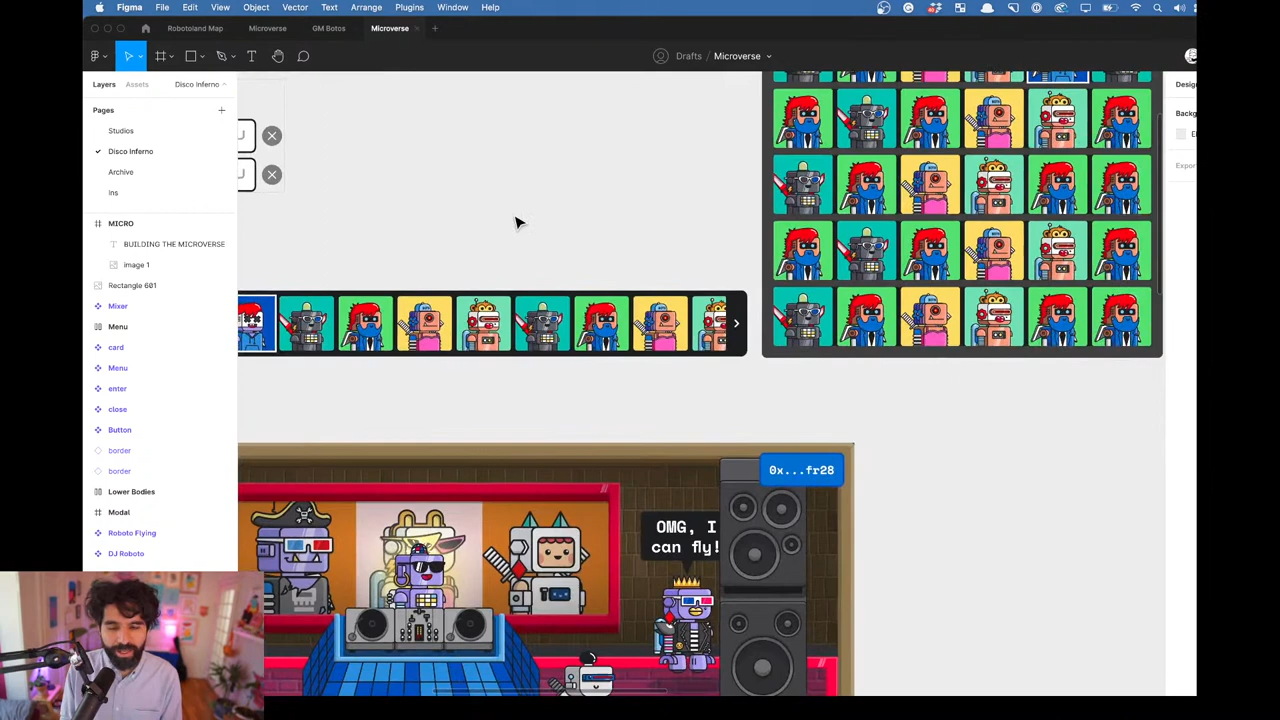 Figma File Edit View Object Vector Text Arrange Plugins Window Help
Robotoland Map Microverse GM Botos Microverse
Drafts / Microverse
Layers Assets Disco Inferno
Pages
Studios
Disco Inferno
Archive
Ins
MICRO
BUILDING THE MICROVERSE
image 1
Rectangle 601
Mixer
Menu
card
Menu
enter
close
Button
border
border
Lower Bodies
Modal
Roboto Flying
DJ Roboto
U
U
0x...fr28
OMG, I
can fly!
Design
Export